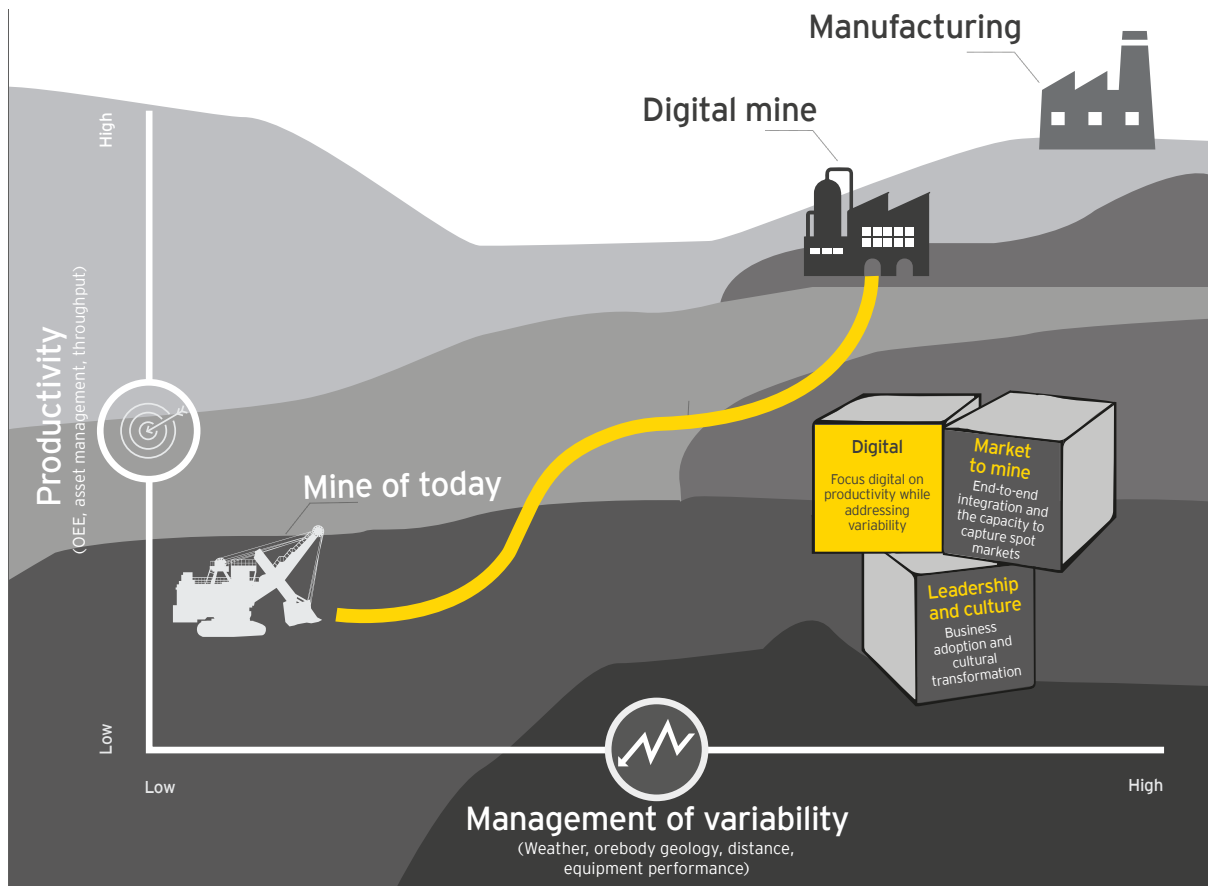 Manufacturing
Digital mine
High
Productivity
(OEE, asset management, throughput)
Mine of today
Digital
Focus digital on
productivity while
addressing
variability
Market
to mine
End-to-end
integration and
the capacity to
capture spot
markets
Leadership
and culture
Business
adoption and
cultural
transformation
Low
Low
High
Management of variability
(Weather, orebody geology, distance,
equipment performance)